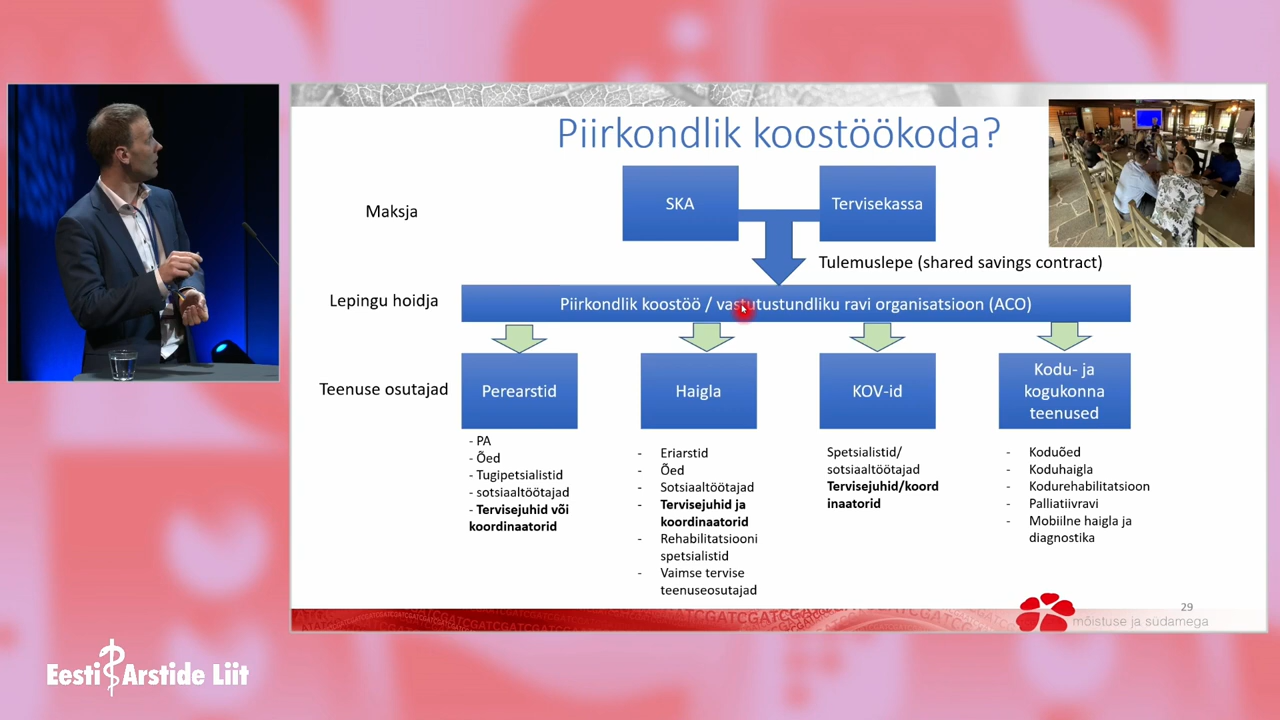 Piirkondlik koostöökoda?
Maksja
SKA
Tervisekassa
Tulemuslepe (shared savings contract)
Lepingu hoidja
Piirkondlik koostöö / vastutustundliku ravi organisatsioon (ACO)
Teenuse osutajad
Perearstid
Haigla
KOV-id
Kodu- ja
kogukonna
teenused
- PA
- Õed
- Tugipetsialistid
- sotsiaaltöötajad
- Tervisejuhid või
koordinaatorid
- Eriarstid
- Õed
- Sotsiaaltöötajad
- Tervisejuhid ja
koordinaatorid
- Rehabilitatsiooni
spetsialistid
- Vaimse tervise
teenuseosutajad
Spetsialistid/
sotsiaaltöötajad
Tervisejuhid/koord
inaatorid
- Koduõed
- Koduhaigla
- Kodurehabilitatsioon
- Palliatiivravi
- Mobiilne haigla ja
diagnostika
29
mõistuse ja südamega
Eesti Arstide Liit